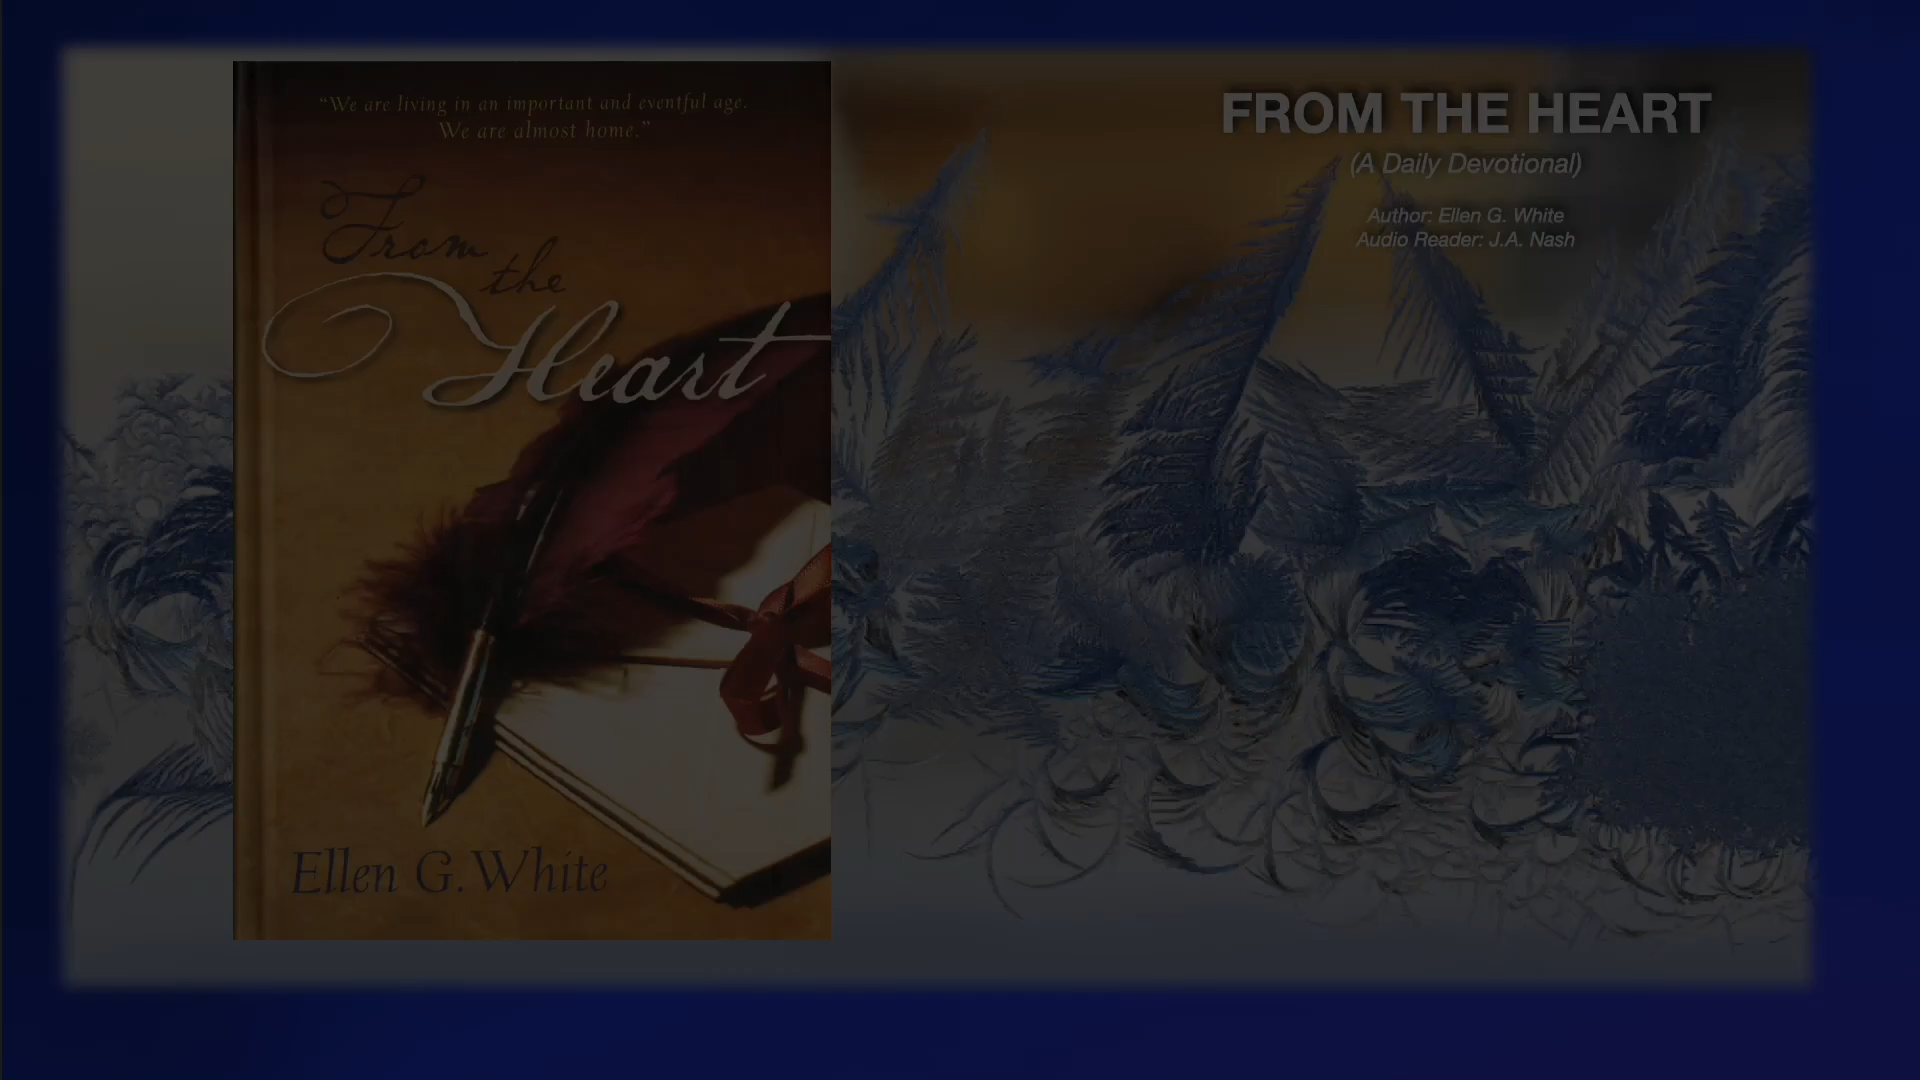 “We are living in an important and eventful age.
We are almost home.”
From
the
Heart
Ellen G. White
FROM THE HEART
(A Daily Devotional)
Author: Ellen G. White
Audio Reader: J.A. Nash